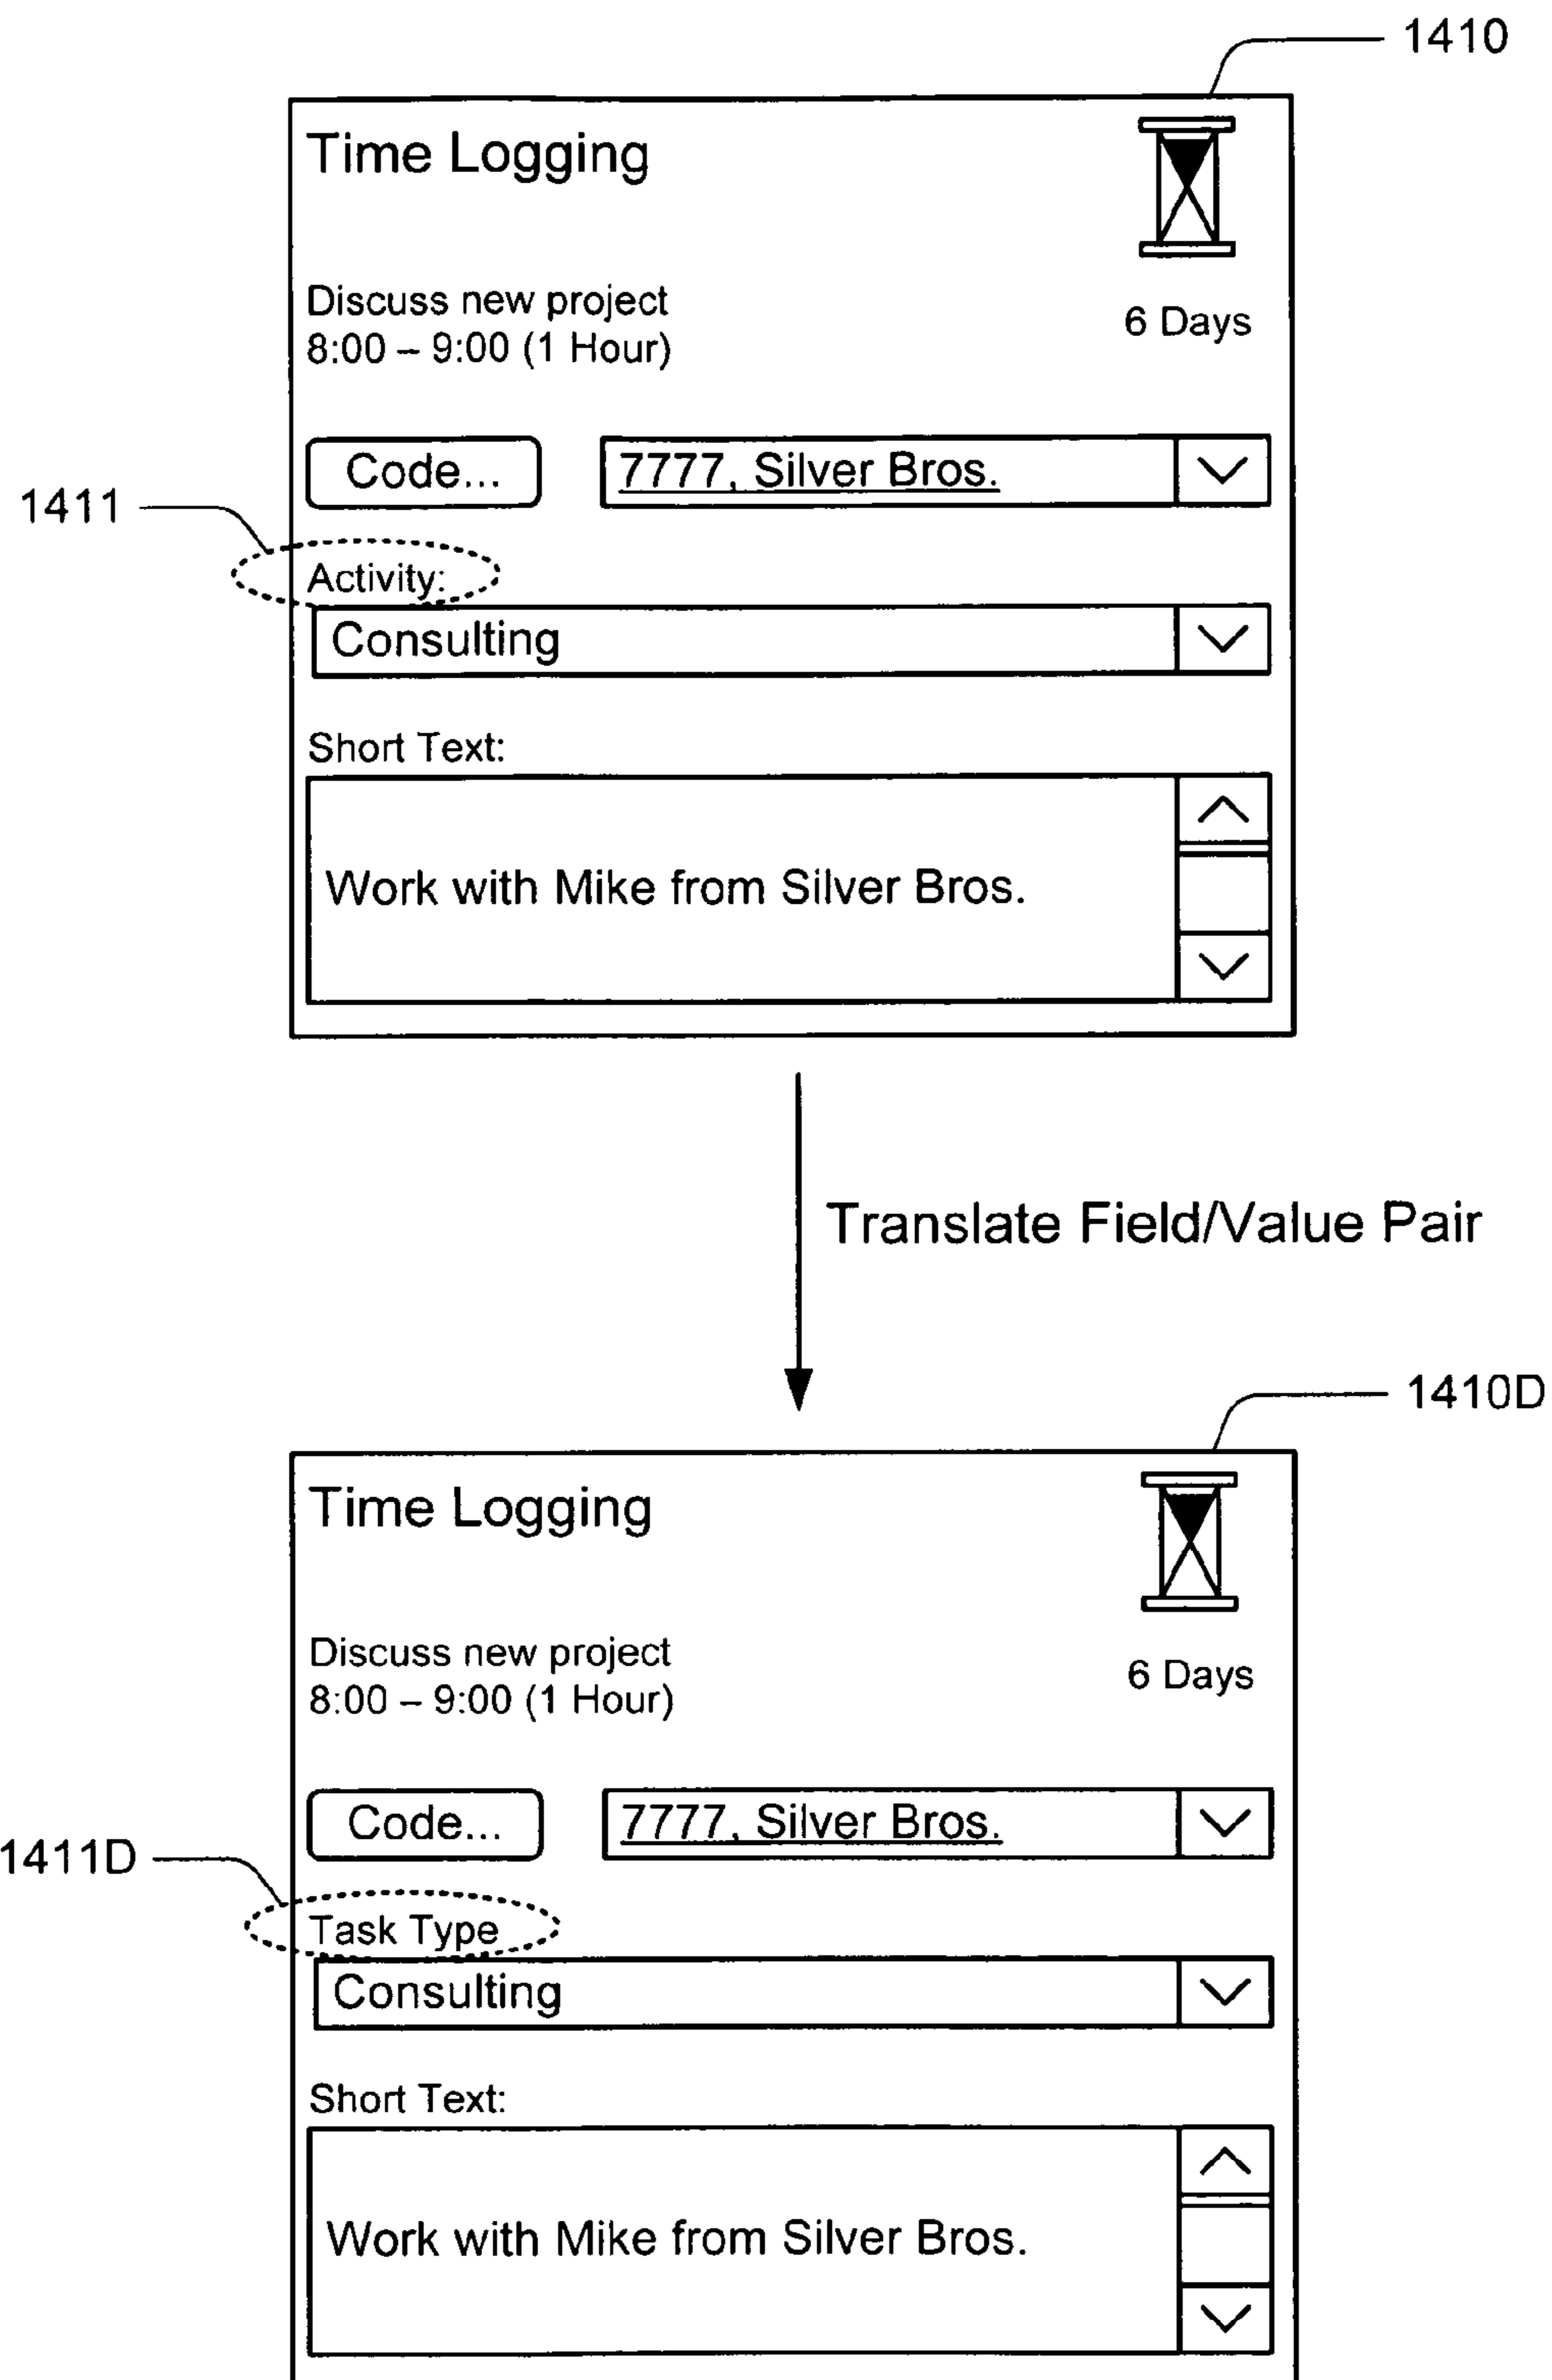 1410
Time Logging
Discuss new project
8:00 – 9:00 (1 Hour)
6 Days
Code...
7777, Silver Bros.
1411
Activity:
Consulting
Short Text:
Work with Mike from Silver Bros.
Translate Field/Value Pair
1410D
Time Logging
Discuss new project
8:00 – 9:00 (1 Hour)
6 Days
Code...
7777, Silver Bros.
1411D
Task Type
Consulting
Short Text:
Work with Mike from Silver Bros.